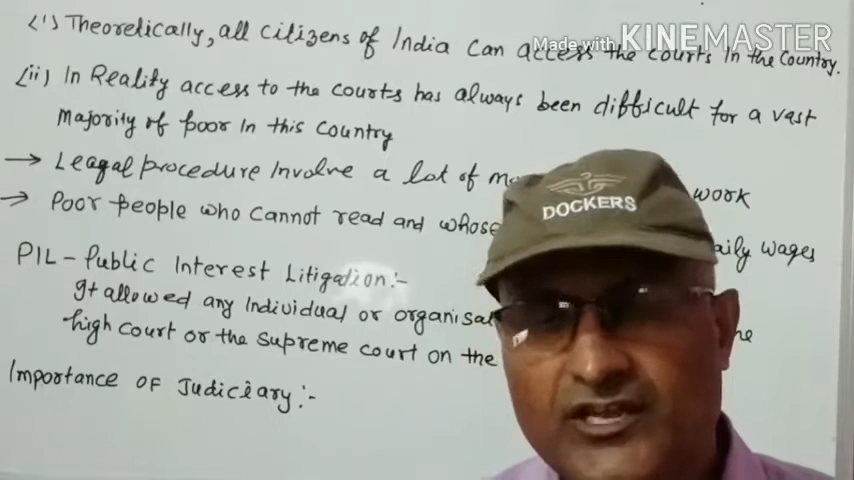 Made with KINEMASTER
(i) Theoretically, all citizens of India can access the courts in the country.
(ii) In Reality access to the courts has always been difficult for a vast
Majority of poor in this country
→ Leagal procedure involve a lot of work
→ Poor people who cannot read and whose daily wages
PIL - Public Interest Litigation:-
It allowed any individual or
high court or the supreme court on the
Importance of Judiciary:-
DOCKERS